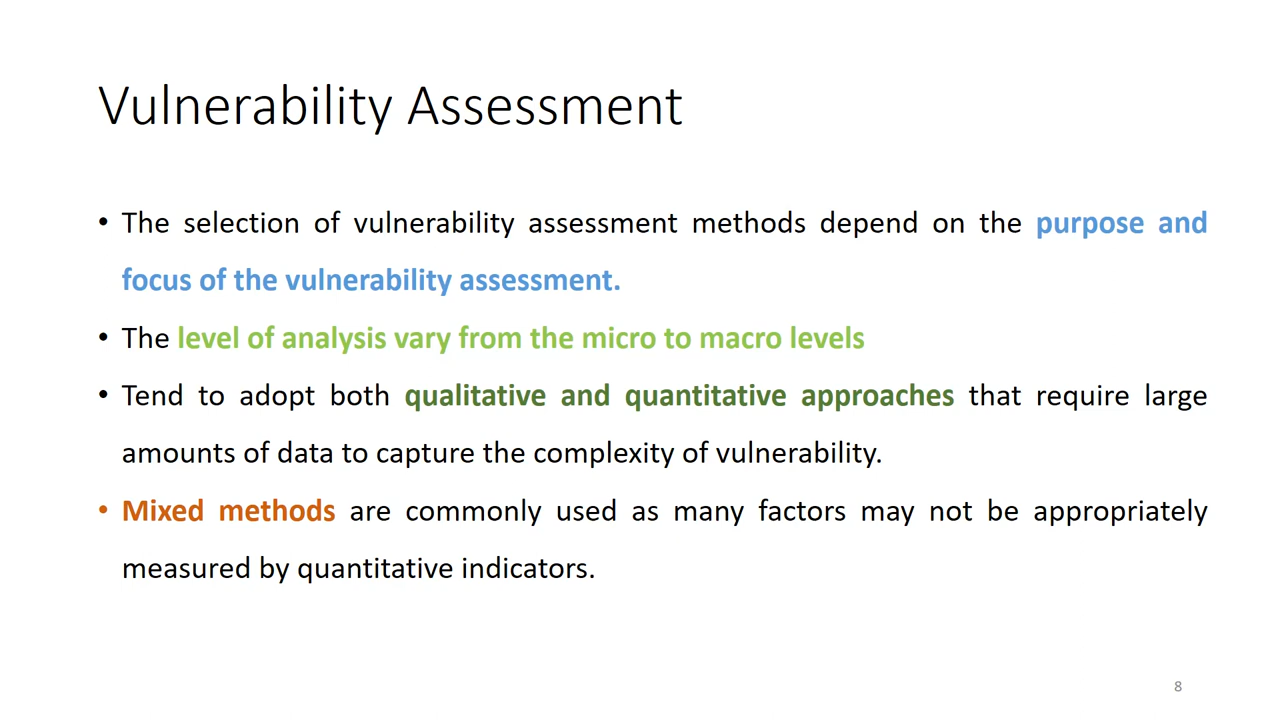 Vulnerability Assessment
• The selection of vulnerability assessment methods depend on the purpose and
focus of the vulnerability assessment.
• The level of analysis vary from the micro to macro levels
• Tend to adopt both qualitative and quantitative approaches that require large
amounts of data to capture the complexity of vulnerability.
• Mixed methods are commonly used as many factors may not be appropriately
measured by quantitative indicators.
8